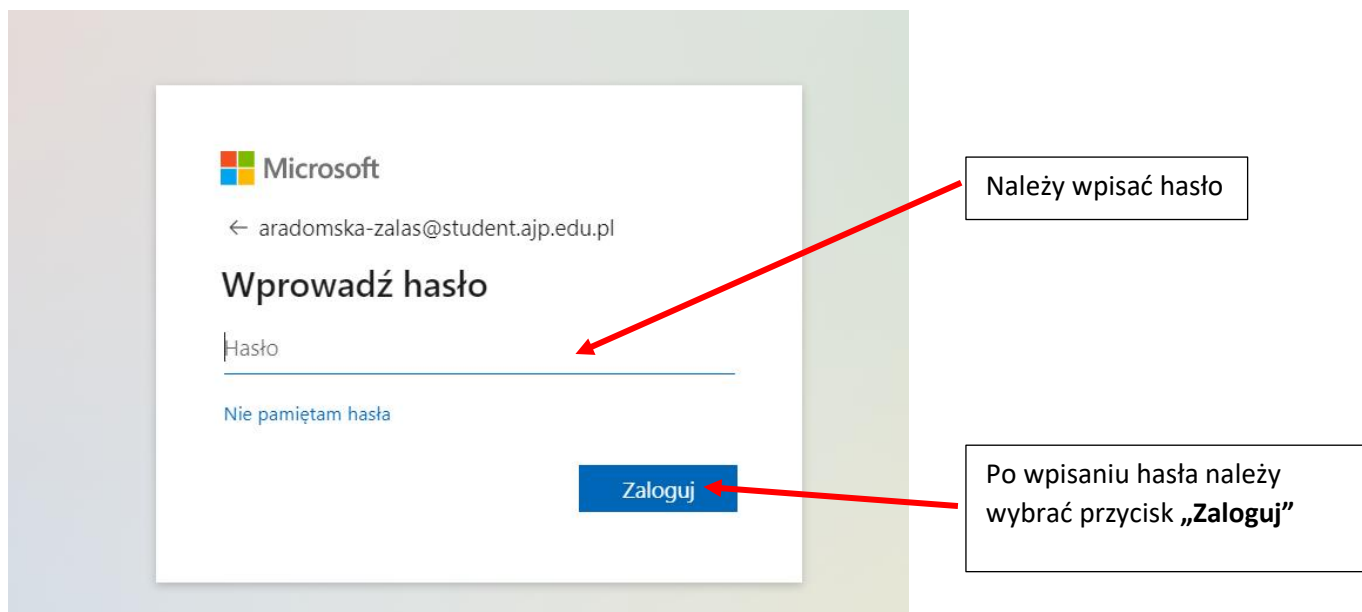 Microsoft
← aradomska-zalas@student.ajp.edu.pl
Wprowadź hasło
Hasło
Nie pamiętam hasła
Zaloguj
Należy wpisać hasło
Po wpisaniu hasła należy
wybrać przycisk „Zaloguj”